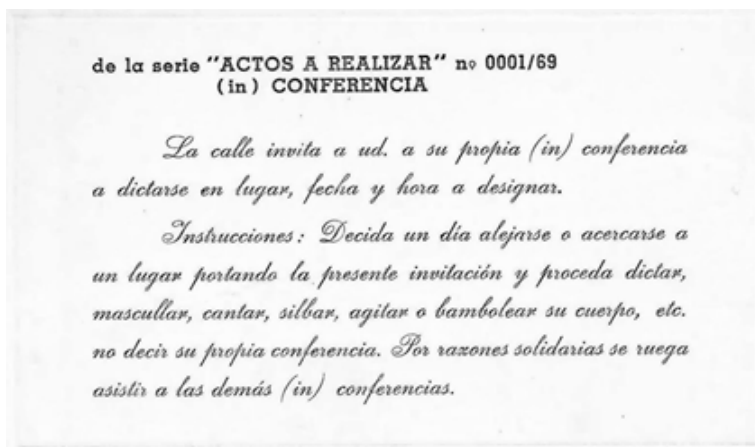 de la serie "ACTOS A REALIZAR" nº 0001/69
(in) CONFERENCIA
La calle invita a ud. a su propia (in) conferencia
a dictarse en lugar, fecha y hora a designar.
Instrucciones: Decida un día alejarse o acercarse a
un lugar portando la presente invitación y proceda dictar,
mascullar, cantar, silbar, agitar o bambolear su cuerpo, etc.
no decir su propia conferencia. Por razones solidarias se ruega
asistir a las demás (in) conferencias.